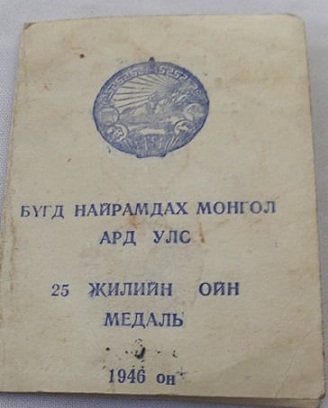 БҮГД НАЙРАМДАХ МОНГОЛ
АРД УЛС
25 ЖИЛИЙН ОЙН
МЕДАЛЬ
1946 он